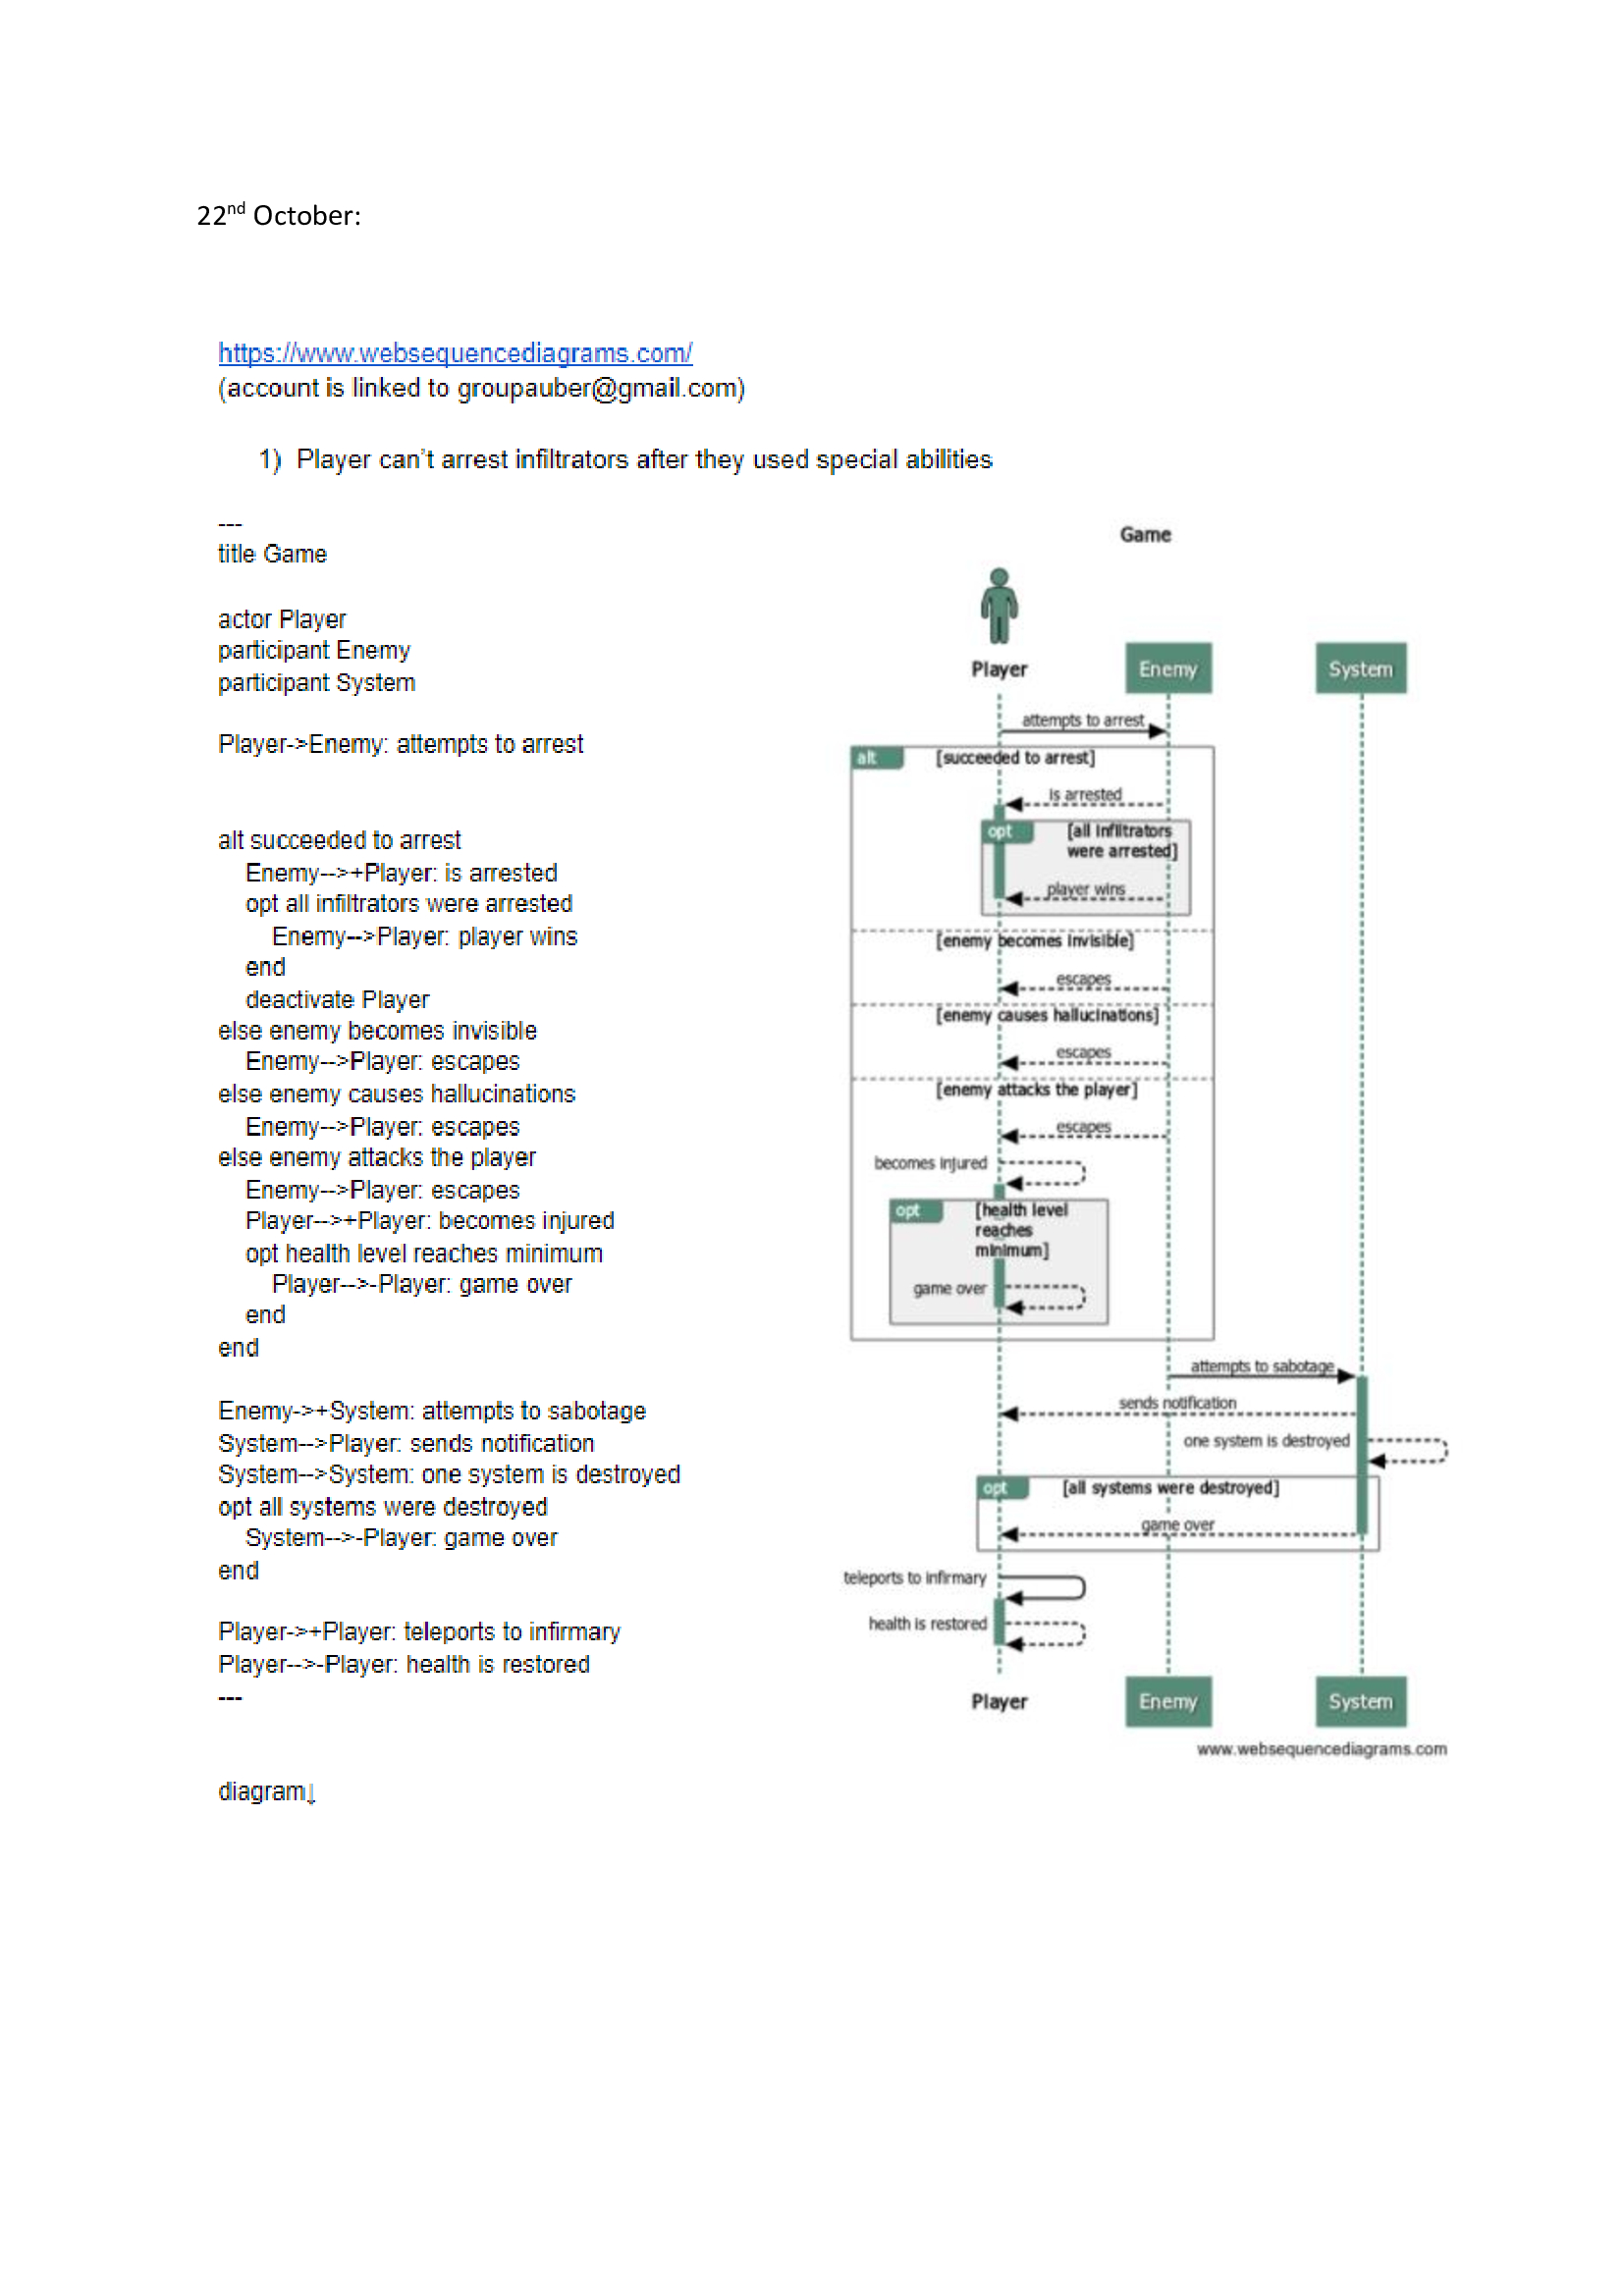 22nd October:
https://www.websequencediagrams.com/
(account is linked to groupauber@gmail.com)
1) Player can't arrest infiltrators after they used special abilities
---
title Game
actor Player
participant Enemy
participant System
Player->Enemy: attempts to arrest
alt succeeded to arrest
Enemy-->+Player: is arrested
opt all infiltrators were arrested
Enemy-->Player: player wins
end
deactivate Player
else enemy becomes invisible
Enemy-->Player: escapes
else enemy causes hallucinations
Enemy-->Player: escapes
else enemy attacks the player
Enemy-->Player: escapes
Player-->+Player: becomes injured
opt health level reaches minimum
Player-->-Player: game over
end
end
Enemy->+System: attempts to sabotage
System-->Player: sends notification
System-->System: one system is destroyed
opt all systems were destroyed
System-->-Player: game over
end
Player->+Player: teleports to infirmary
Player-->-Player: health is restored
---
diagram↓
Game
Player
Enemy
System
attempts to arrest
alt
[succeeded to arrest]
is arrested
opt
[all infiltrators
were arrested]
player wins
[enemy becomes invisible]
escapes
[enemy causes hallucinations]
escapes
[enemy attacks the player]
escapes
becomes injured
opt
[health level
reaches
minimum]
game over
attempts to sabotage
sends notification
one system is destroyed
opt
[all systems were destroyed]
game over
teleports to infirmary
health is restored
Player
Enemy
System
www.websequencediagrams.com